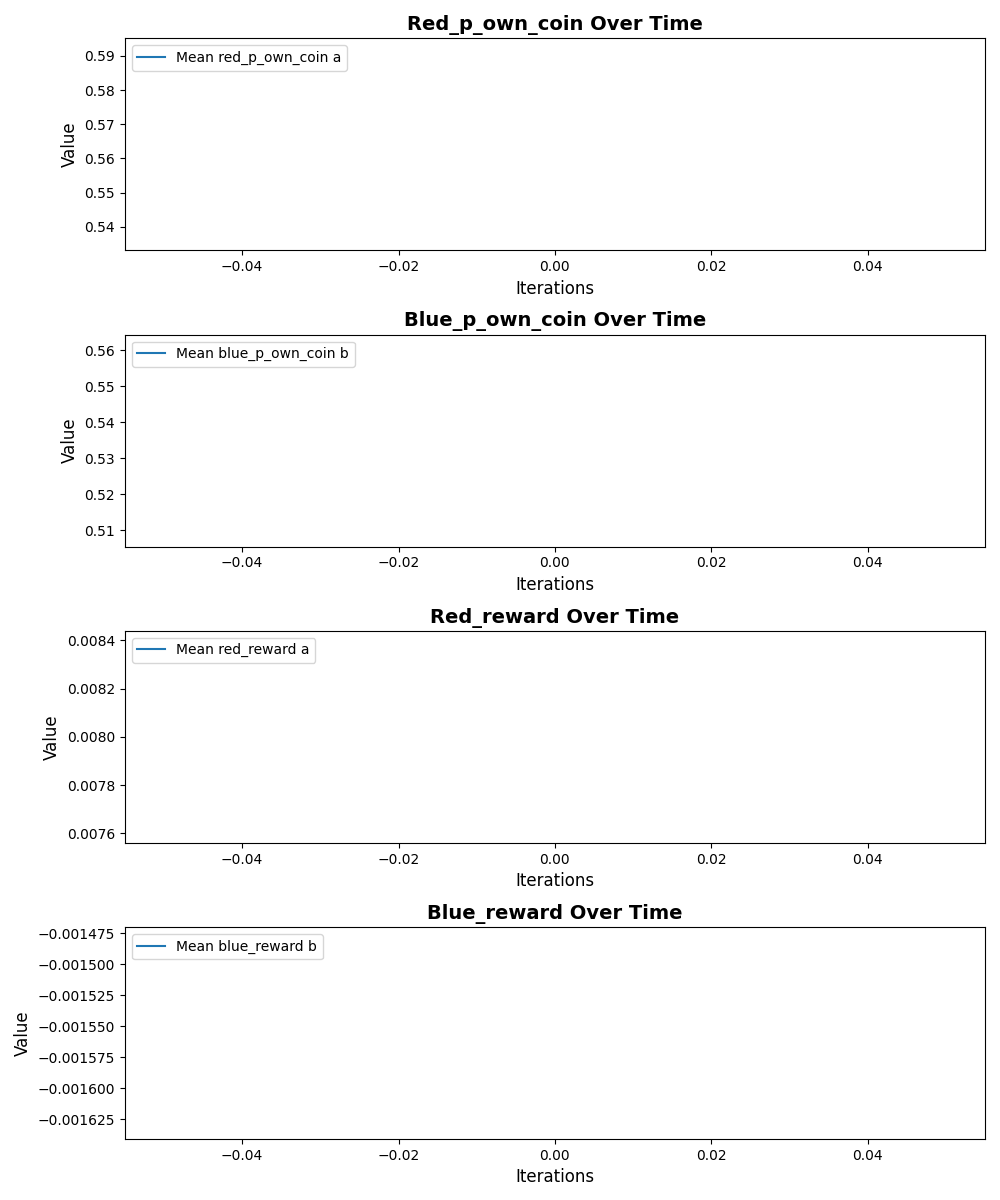 Red_p_own_coin Over Time
Mean red_p_own_coin a
Value
0.59
0.58
0.57
0.56
0.55
0.54
−0.04 −0.02 0.00 0.02 0.04
Iterations
Blue_p_own_coin Over Time
Mean blue_p_own_coin b
Value
0.56
0.55
0.54
0.53
0.52
0.51
−0.04 −0.02 0.00 0.02 0.04
Iterations
Red_reward Over Time
Mean red_reward a
Value
0.0084
0.0082
0.0080
0.0078
0.0076
−0.04 −0.02 0.00 0.02 0.04
Iterations
Blue_reward Over Time
Mean blue_reward b
Value
−0.001475
−0.001500
−0.001525
−0.001550
−0.001575
−0.001600
−0.001625
−0.04 −0.02 0.00 0.02 0.04
Iterations